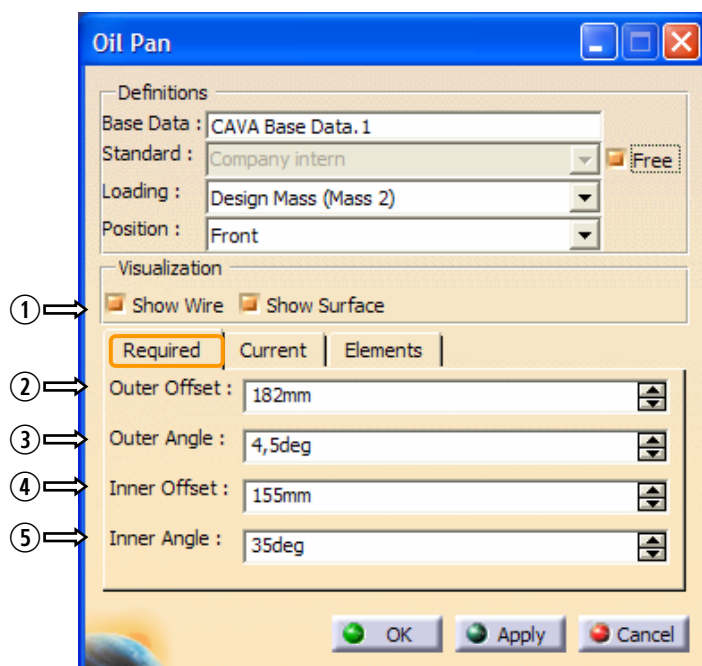 Oil Pan
Definitions
Base Data : CAVA Base Data.1
Standard : Company intern Free
Loading : Design Mass (Mass 2)
Position : Front
Visualization
① Show Wire Show Surface
Required Current Elements
② Outer Offset : 182mm
③ Outer Angle : 4,5deg
④ Inner Offset : 155mm
⑤ Inner Angle : 35deg
OK Apply Cancel